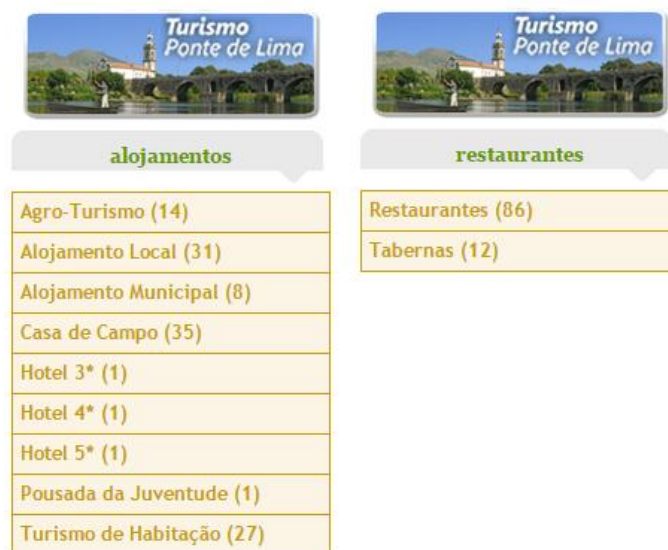 Turismo
Ponte de Lima
alojamentos
Agro-Turismo (14)
Alojamento Local (31)
Alojamento Municipal (8)
Casa de Campo (35)
Hotel 3* (1)
Hotel 4* (1)
Hotel 5* (1)
Pousada da Juventude (1)
Turismo de Habitação (27)
Turismo
Ponte de Lima
restaurantes
Restaurantes (86)
Tabernas (12)